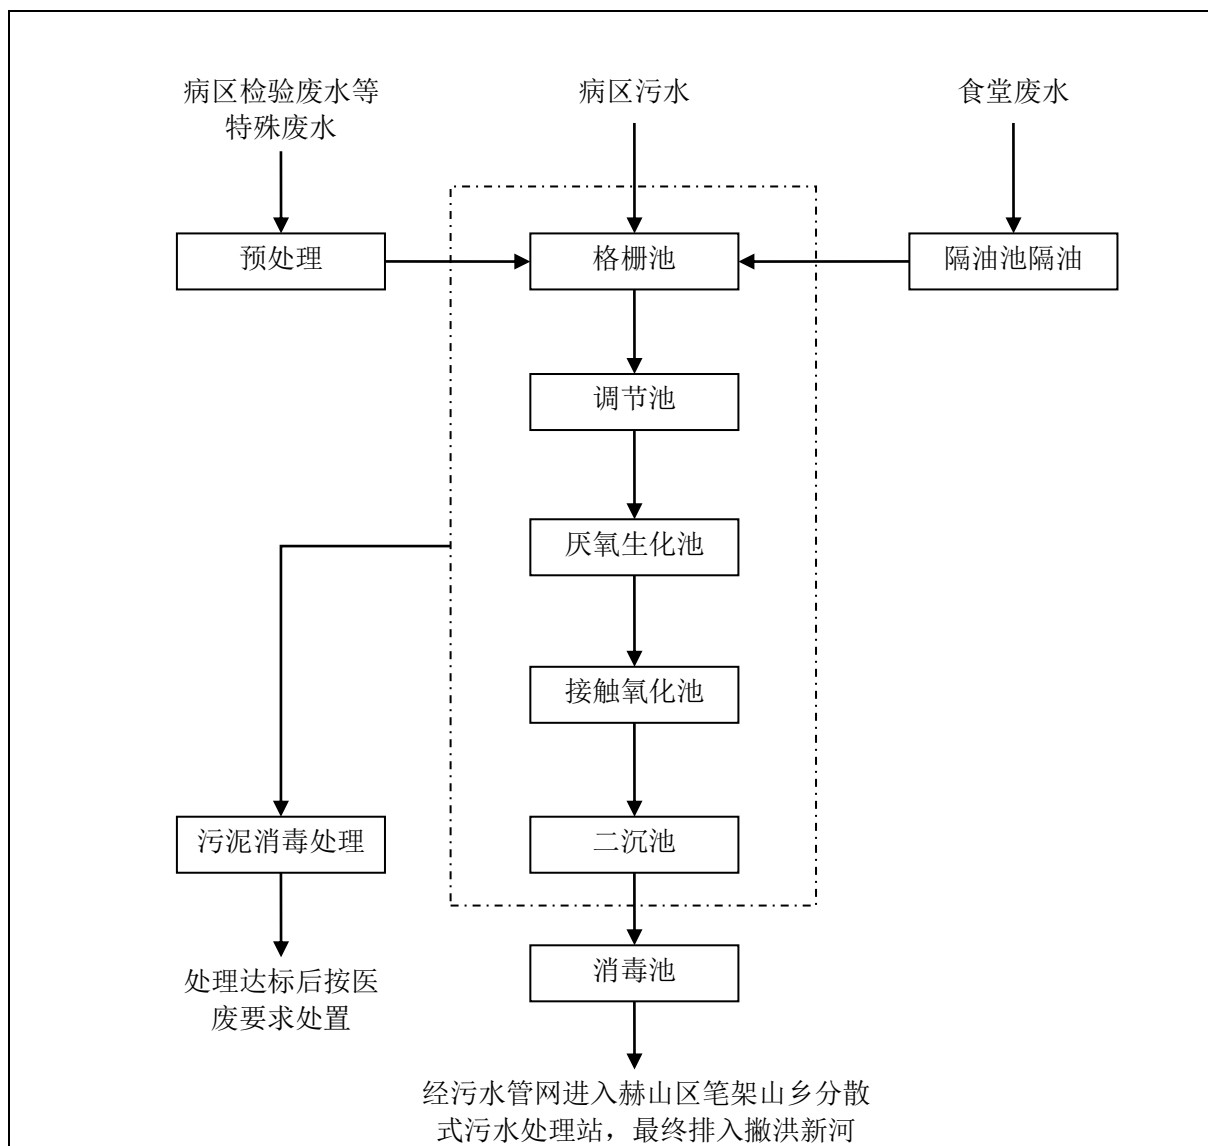 病区检验废水等
特殊废水
病区污水
食堂废水
预处理
格栅池
隔油池隔油
调节池
厌氧生化池
接触氧化池
污泥消毒处理
二沉池
消毒池
处理达标后按医
废要求处置
经污水管网进入赫山区笔架山乡分散
式污水处理站，最终排入撇洪新河